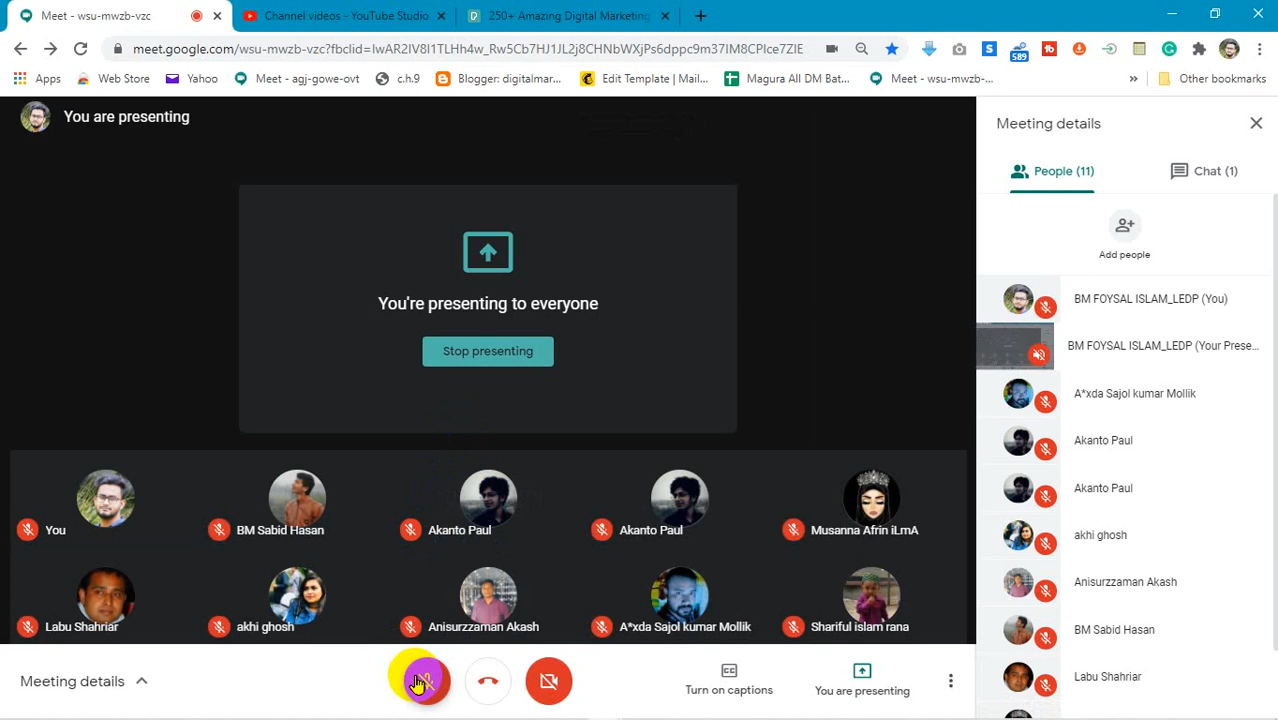 Meet - wsu-mwzb-vzc
Channel videos - YouTube Studio
250+ Amazing Digital Marketing
meet.google.com/wsu-mwzb-vzc?fbclid=IwAR2IV8I1TLHh4w_Rw5Cb7HJ1JL2j8CHNbWXjPs6dppc9m37IM8CPIce7ZIE
589
Apps
Web Store
Yahoo
Meet - agj-gowe-ovt
c.h.9
Blogger: digitalmar...
Edit Template | Mail...
Magura All DM Bat...
Meet - wsu-mwzb-...
»
Other bookmarks
You are presenting
You're presenting to everyone
Stop presenting
You
BM Sabid Hasan
Akanto Paul
Akanto Paul
Musanna Afrin iLmA
Labu Shahriar
akhi ghosh
Anisurzzaman Akash
A*xda Sajol kumar Mollik
Shariful islam rana
Meeting details
Turn on captions
You are presenting
Meeting details
People (11)
Chat (1)
Add people
BM FOYSAL ISLAM_LEDP (You)
BM FOYSAL ISLAM_LEDP (Your Prese...
A*xda Sajol kumar Mollik
Akanto Paul
Akanto Paul
akhi ghosh
Anisurzzaman Akash
BM Sabid Hasan
Labu Shahriar